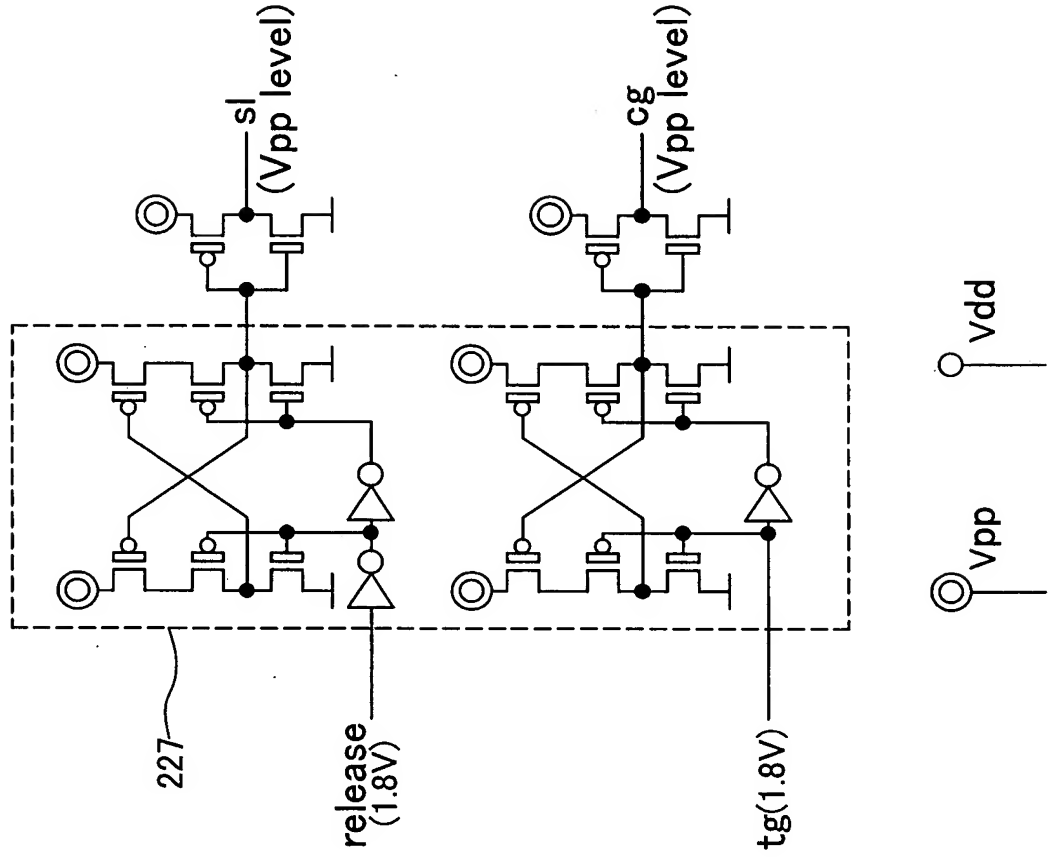 sl
(Vpp level)
cg
(Vpp level)
227
release
(1.8V)
tg(1.8V)
Vpp
Vdd